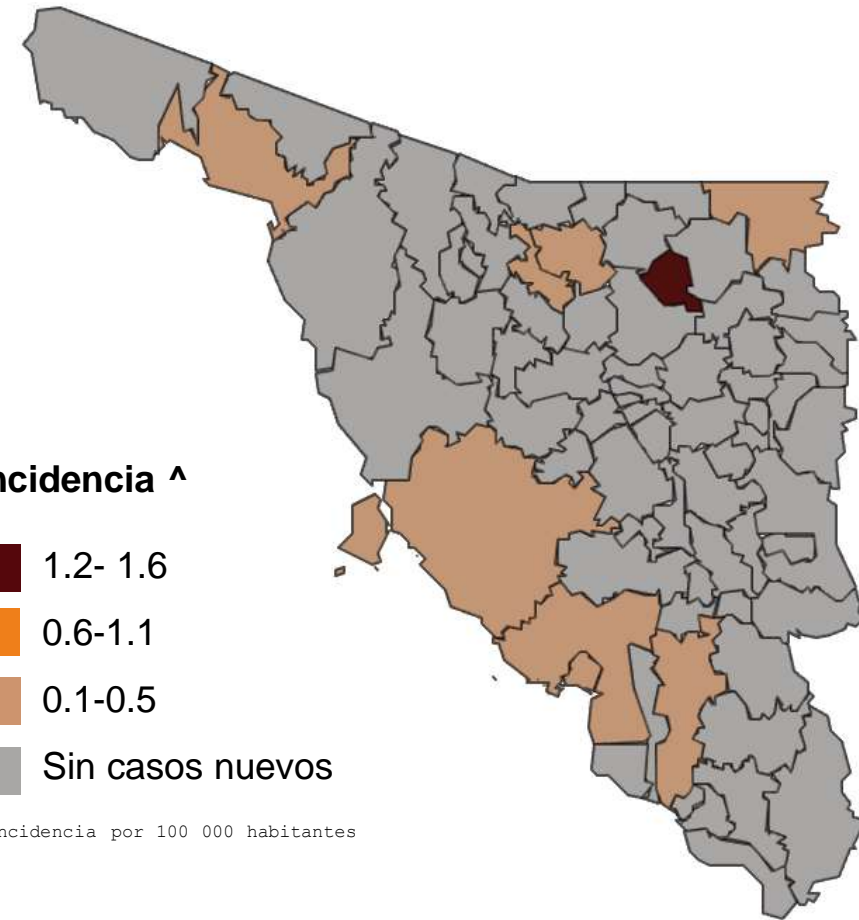 ncidencia ^
1.2- 1.6
0.6-1.1
0.1-0.5
Sin casos nuevos
ncidencia por 100 000 habitantes